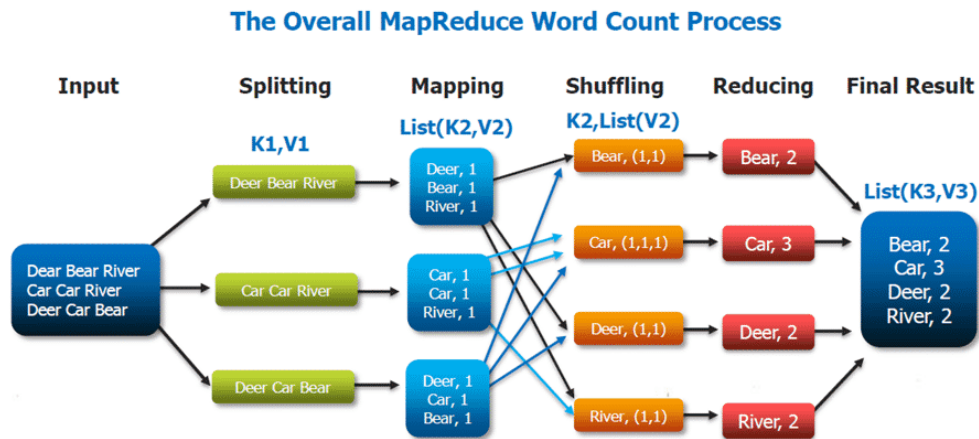 The Overall MapReduce Word Count Process
Input
Splitting
Mapping
Shuffling
Reducing
Final Result
K1,V1
List(K2,V2)
K2,List(V2)
List(K3,V3)
Dear Bear River
Car Car River
Deer Car Bear
Deer Bear River
Car Car River
Deer Car Bear
Deer, 1
Bear, 1
River, 1
Car, 1
Car, 1
River, 1
Deer, 1
Car, 1
Bear, 1
Bear, (1,1)
Car, (1,1,1)
Deer, (1,1)
River, (1,1)
Bear, 2
Car, 3
Deer, 2
River, 2
Bear, 2
Car, 3
Deer, 2
River, 2